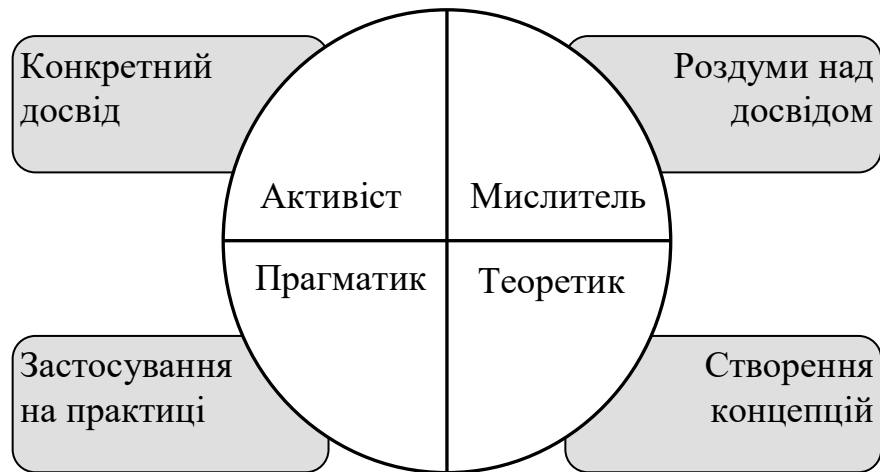 Конкретний
досвід
Роздуми над
досвідом
Активіст
Мислитель
Прагматик
Теоретик
Застосування
на практиці
Створення
концепцій